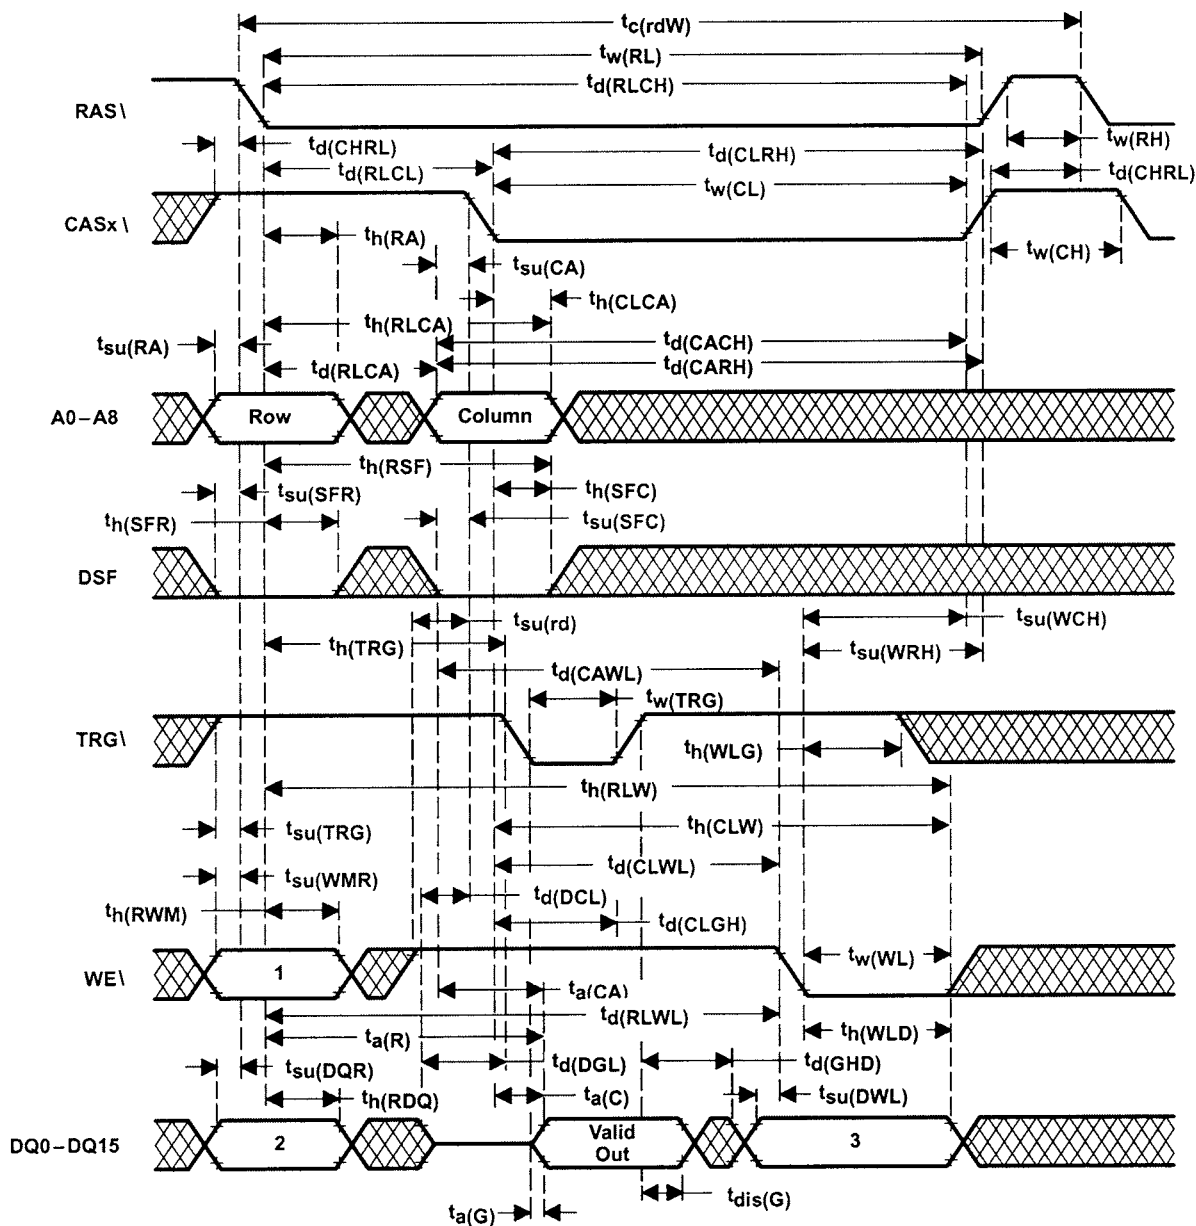 tc(rdW)
tw(RL)
td(RLCH)
RAS\
tw(RH)
td(CHRL)
td(CLRH)
td(RLCL)
td(CHRL)
tw(CL)
CASx \
th(RA)
tw(CH)
tsu(CA)
th(CLCA)
th(RLCA)
tsu(RA)
td(CACH)
td(RLCA)
td(CARH)
A0–A8
Row
Column
th(RSF)
tsu(SFR)
th(SFC)
th(SFR)
tsu(SFC)
DSF
tsu(rd)
tsu(WCH)
th(TRG)
tsu(WRH)
td(CAWL)
tw(TRG)
TRG\
th(WLG)
th(RLW)
tsu(TRG)
th(CLW)
td(CLWL)
tsu(WMR)
td(DCL)
th(RWM)
td(CLGH)
WE\
1
tw(WL)
ta(CA)
td(RLWL)
ta(R)
th(WLD)
tsu(DQR)
td(DGL)
td(GHD)
th(RDQ)
ta(C)
tsu(DWL)
DQ0–DQ15
2
Valid
Out
3
ta(G)
tdis(G)